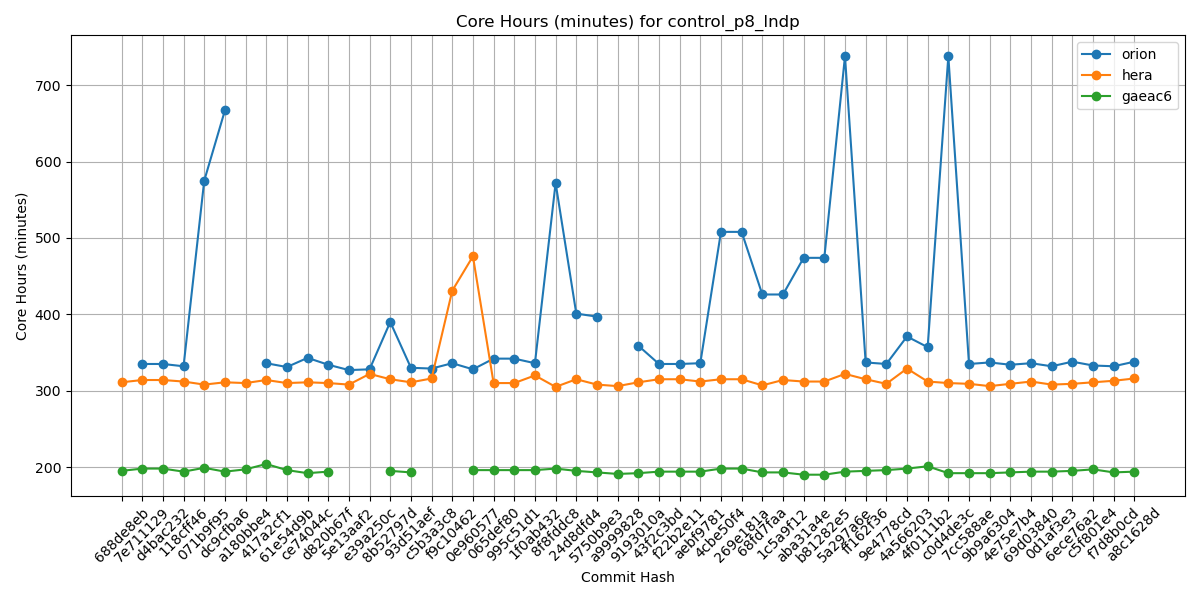 Core Hours (minutes) for control_p8_lndp
orion
hera
gaeac6
Core Hours (minutes)
700
600
500
400
300
200
688de8eb
7e711129
d4bac232
118cff46
071b9f95
dc9cfba6
a180bbe4
417a2cf1
61e54d9b
ce74044c
d820b67f
5e13aaf2
e39a250c
8b52797d
93d51aef
c5b3a3c8
f9c10462
0e960577
065def80
995c51d1
1f0ab432
8f8fddc8
24d8dfd4
5750b9e3
a9999828
9193010a
43f253bd
f22b2e11
aebf9781
4cbe50f4
269e181a
68fd7faa
1c5a9f12
aba31a4e
b81282e5
5a297a6e
ff162f36
9e4778cd
4a566203
4f011b2
c0d4de3c
7cc588ae
9b9a6304
4e75e7b4
69d03840
0d1af3e3
6ece76a2
c5f801e4
f7d8b0cd
a8c1628d
Commit Hash